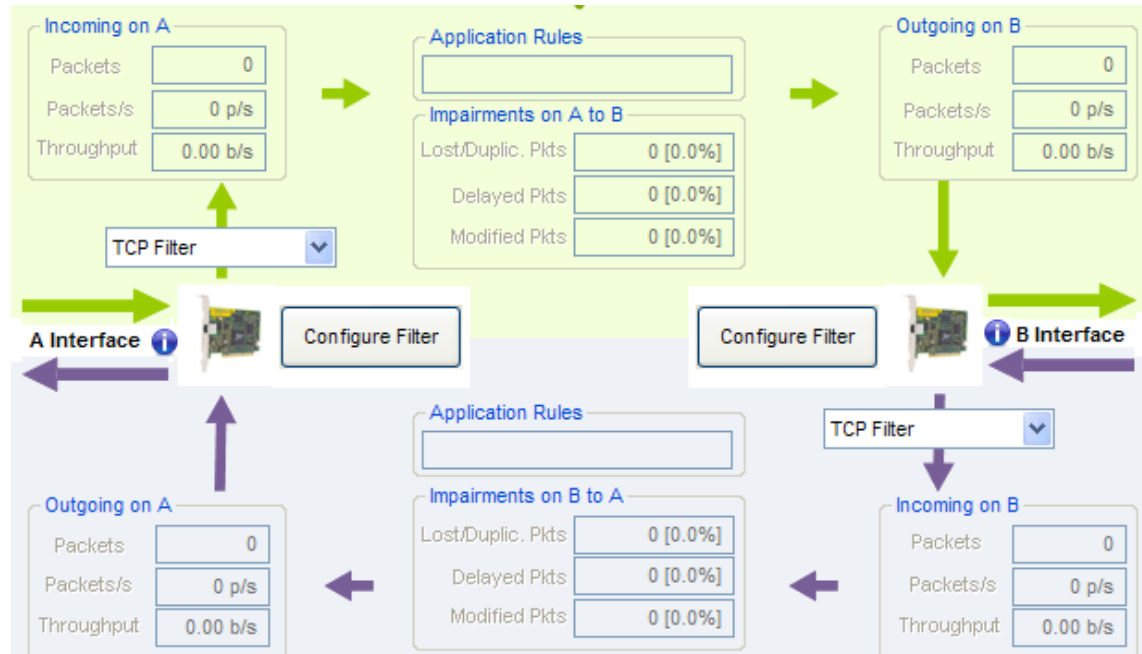 Incoming on A
Packets 0
Packets/s 0 p/s
Throughput 0.00 b/s
Application Rules
Impairments on A to B
Lost/Duplic. Pkts 0 [0.0%]
Delayed Pkts 0 [0.0%]
Modified Pkts 0 [0.0%]
Outgoing on B
Packets 0
Packets/s 0 p/s
Throughput 0.00 b/s
TCP Filter
A Interface
Configure Filter
Configure Filter
B Interface
TCP Filter
Outgoing on A
Packets 0
Packets/s 0 p/s
Throughput 0.00 b/s
Application Rules
Impairments on B to A
Lost/Duplic. Pkts 0 [0.0%]
Delayed Pkts 0 [0.0%]
Modified Pkts 0 [0.0%]
Incoming on B
Packets 0
Packets/s 0 p/s
Throughput 0.00 b/s